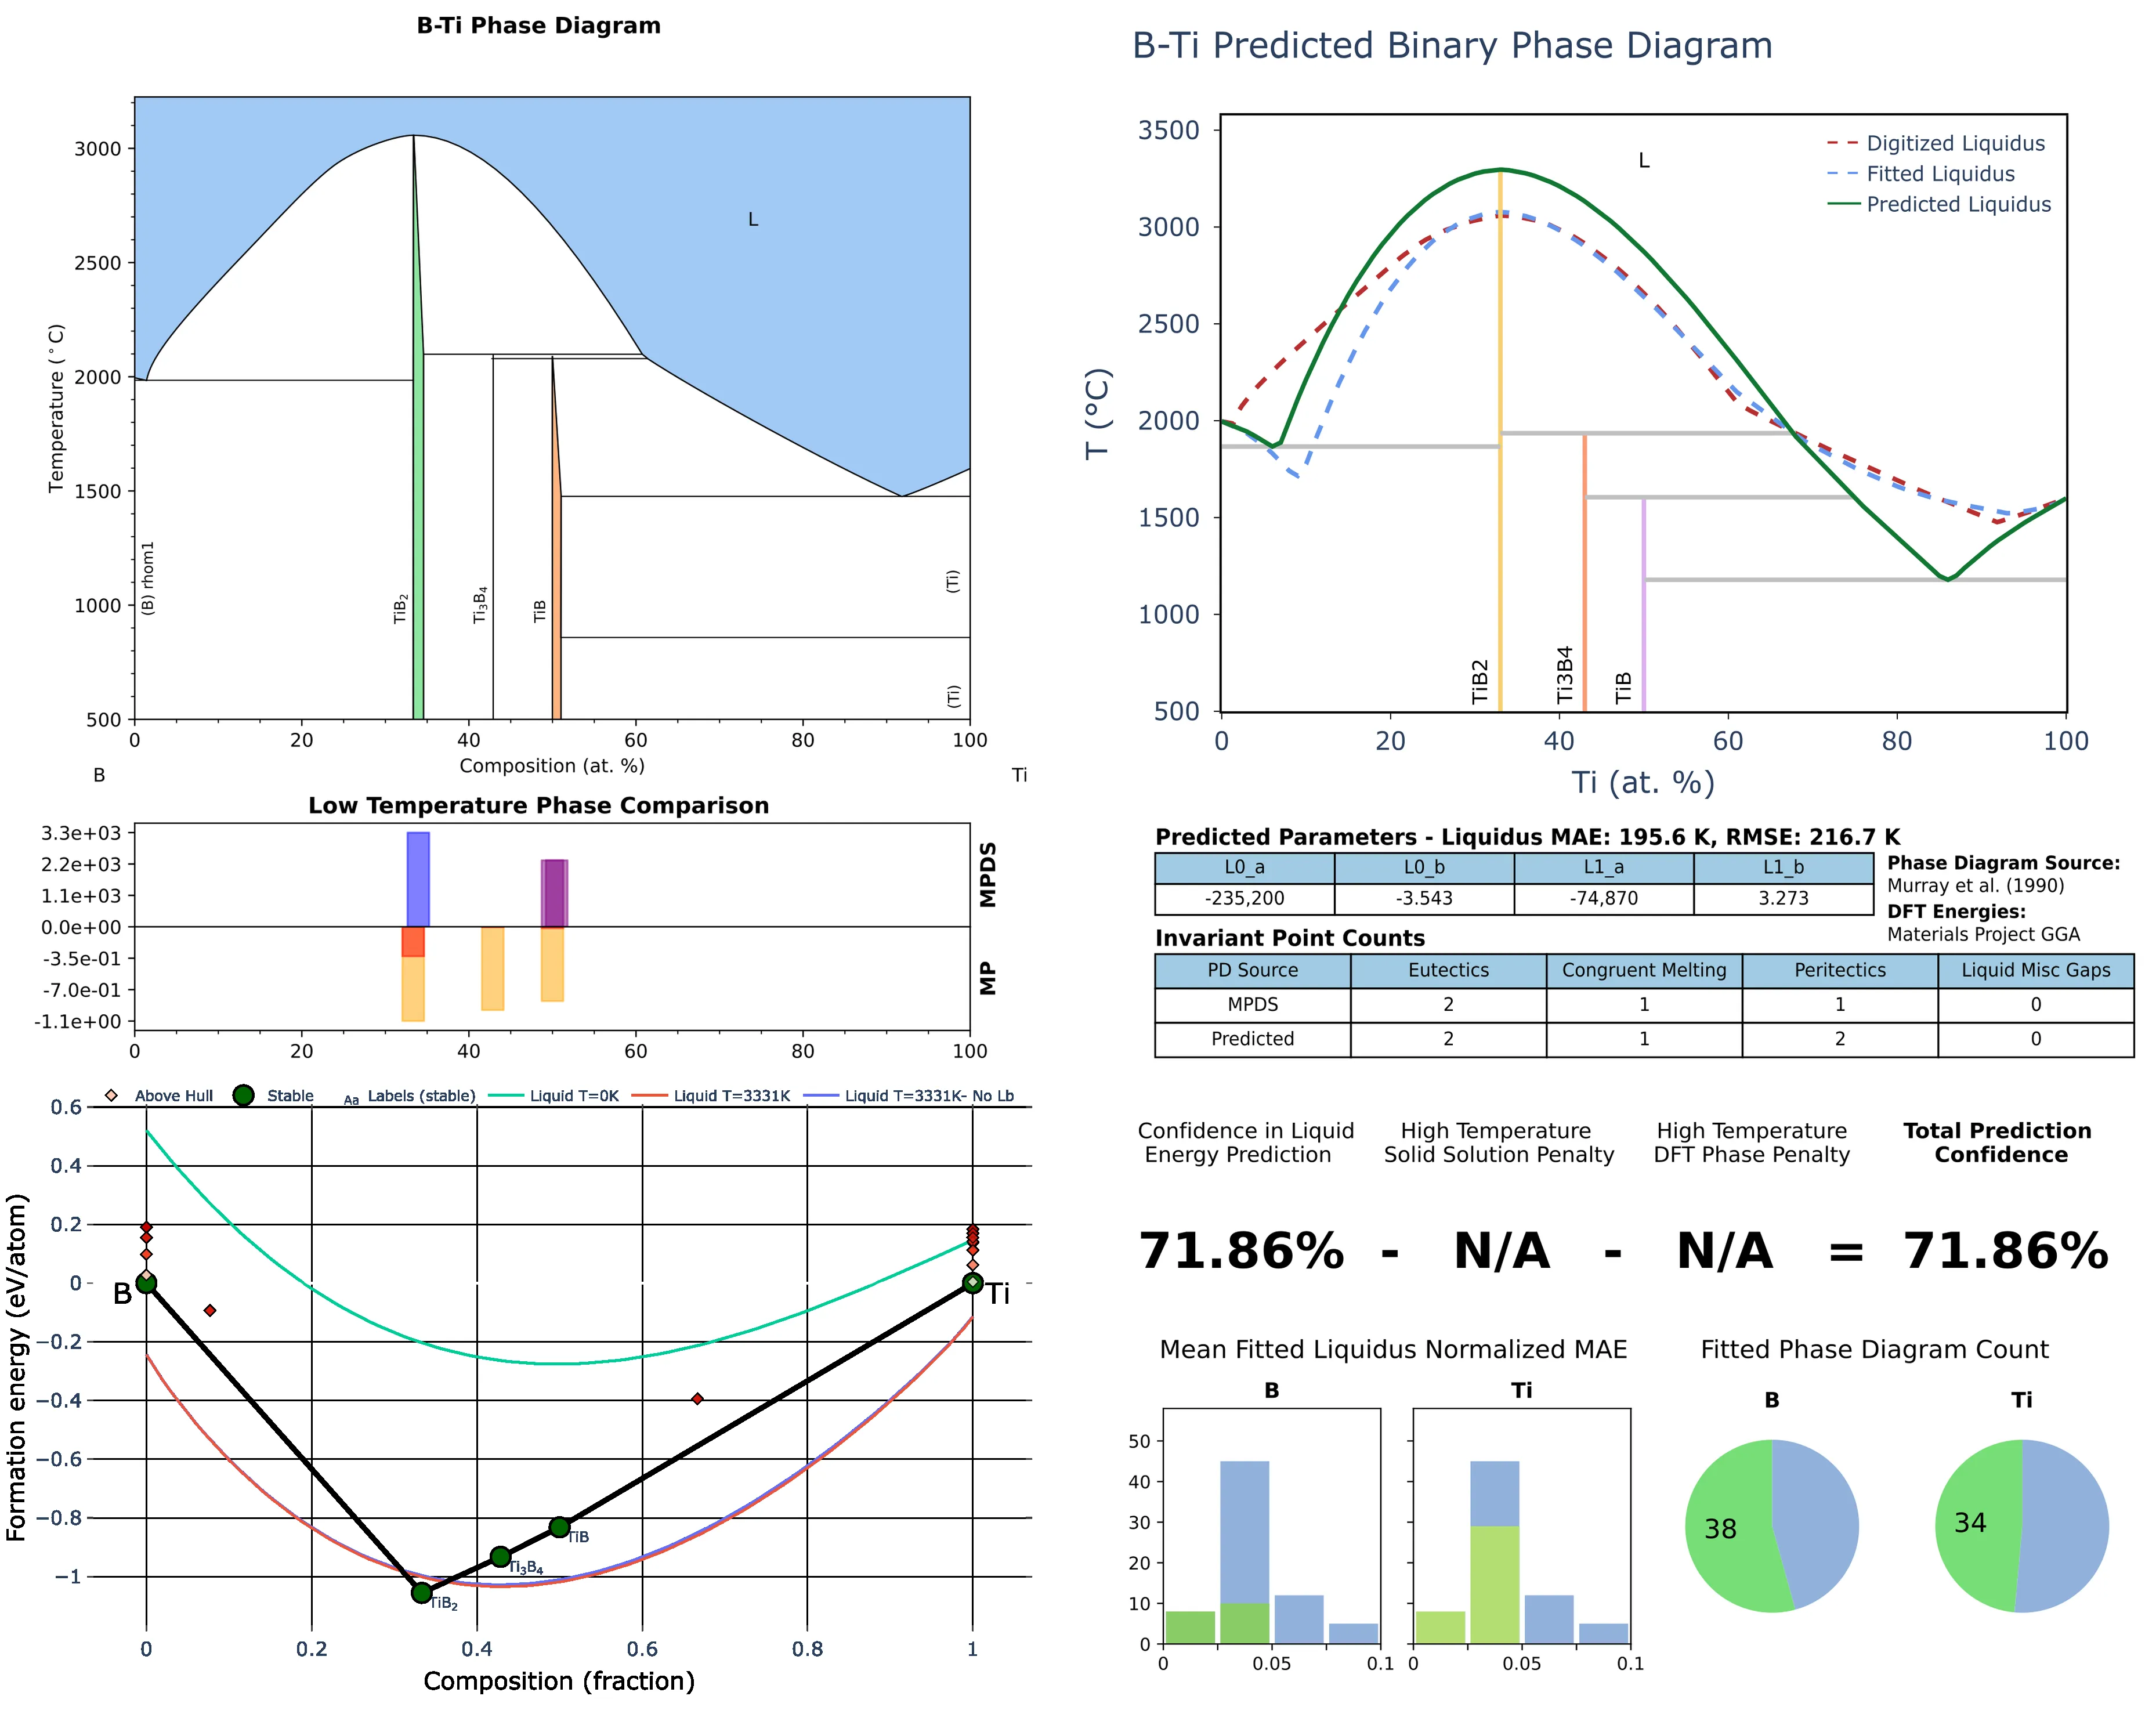 B-Ti Phase Diagram
3000
2500
2000
1500
1000
500
Temperature (°C)
L
(B) rhom1
TiB₂
Ti₃B₄
TiB
(Ti)
(Ti)
0 20 40 60 80 100
Composition (at. %)
B Ti
B-Ti Predicted Binary Phase Diagram
3500
3000
2500
2000
1500
1000
500
T (°C)
L
Digitized Liquidus
Fitted Liquidus
Predicted Liquidus
TiB2
Ti3B4
TiB
0 20 40 60 80 100
Ti (at. %)
Low Temperature Phase Comparison
3.3e+03
2.2e+03
1.1e+03
0.0e+00
-3.5e-01
-7.0e-01
-1.1e+00
MPDS
MP
0 20 40 60 80 100
Predicted Parameters - Liquidus MAE: 195.6 K, RMSE: 216.7 K
L0_a L0_b L1_a L1_b
-235,200 -3.543 -74,870 3.273
Phase Diagram Source:
Murray et al. (1990)
DFT Energies:
Materials Project GGA
Invariant Point Counts
PD Source Eutectics Congruent Melting Peritectics Liquid Misc Gaps
MPDS 2 1 1 0
Predicted 2 1 2 0
Above Hull Stable Aa Labels (stable) Liquid T=0K Liquid T=3331K Liquid T=3331K- No Lb
0.6
0.4
0.2
0
−0.2
−0.4
−0.6
−0.8
−1
Formation energy (eV/atom)
B
Ti
TiB
Ti₃B₄
TiB₂
0 0.2 0.4 0.6 0.8 1
Composition (fraction)
Confidence in Liquid
Energy Prediction
High Temperature
Solid Solution Penalty
High Temperature
DFT Phase Penalty
Total Prediction
Confidence
71.86% - N/A - N/A = 71.86%
Mean Fitted Liquidus Normalized MAE
B Ti
50
40
30
20
10
0
0 0.05 0.1
0 0.05 0.1
Fitted Phase Diagram Count
B Ti
38
34